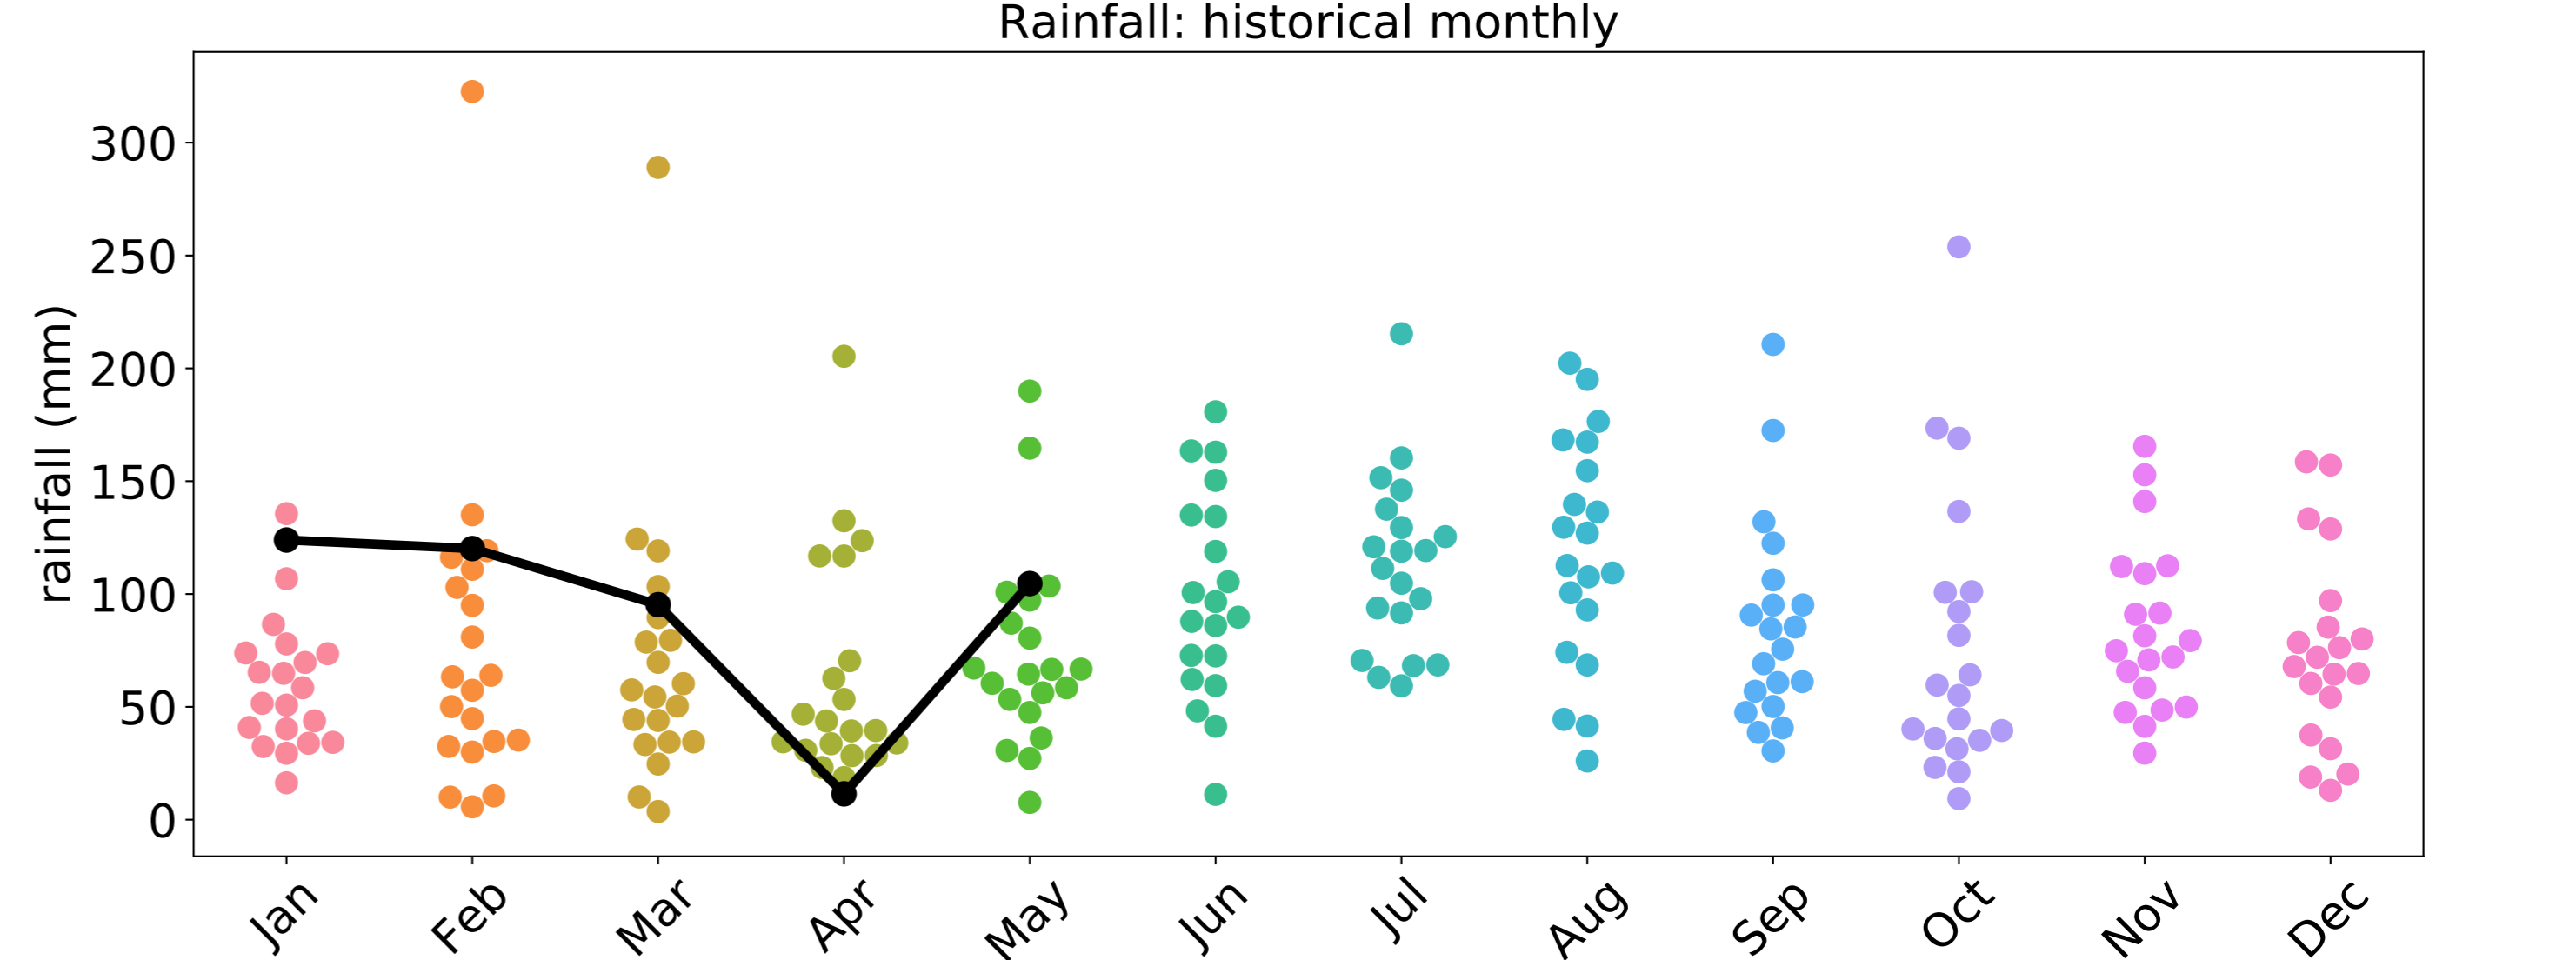 Rainfall: historical monthly
rainfall (mm)
300
250
200
150
100
50
0
Jan
Feb
Mar
Apr
May
Jun
Jul
Aug
Sep
Oct
Nov
Dec